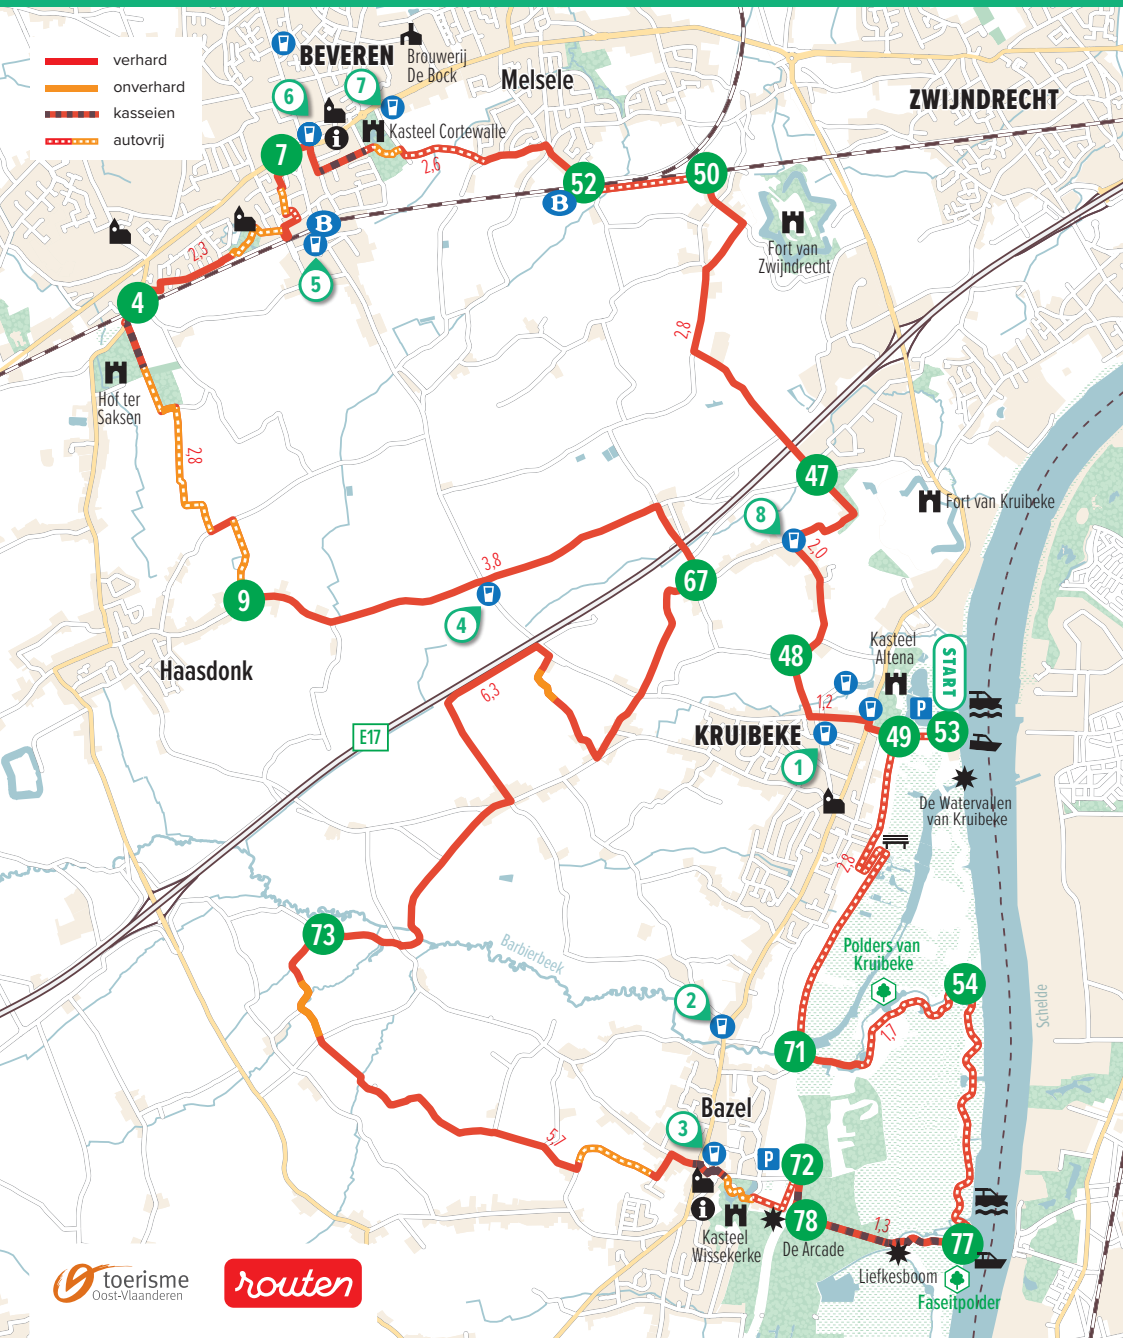 verhard
onverhard
kasseien
autovrij
BEVEREN
Brouwerij
De Bock
Melsele
ZWIJNDRECHT
6
7
7
i
Kasteel Cortewalle
2,6
52
B
50
Fort van
Zwijndrecht
B
5
2,3
4
Hof ter
Saksen
2,8
2,8
47
8
2,0
Fort van Kruibeke
3,8
67
9
4
Haasdonk
48
Kasteel
Altena
START
P
1,2
6,3
E17
KRUIBEKE
49
53
1
De Watervallen
van Kruibeke
2,8
73
Barbierbeek
Polders van
Kruibeke
54
Schelde
2
1,7
71
Bazel
3
5,7
P
72
i
78
Kasteel
Wissekerke
De Arcade
1,3
77
Liefkesboom
Faseitpolder
toerisme
Oost-Vlaanderen
routen